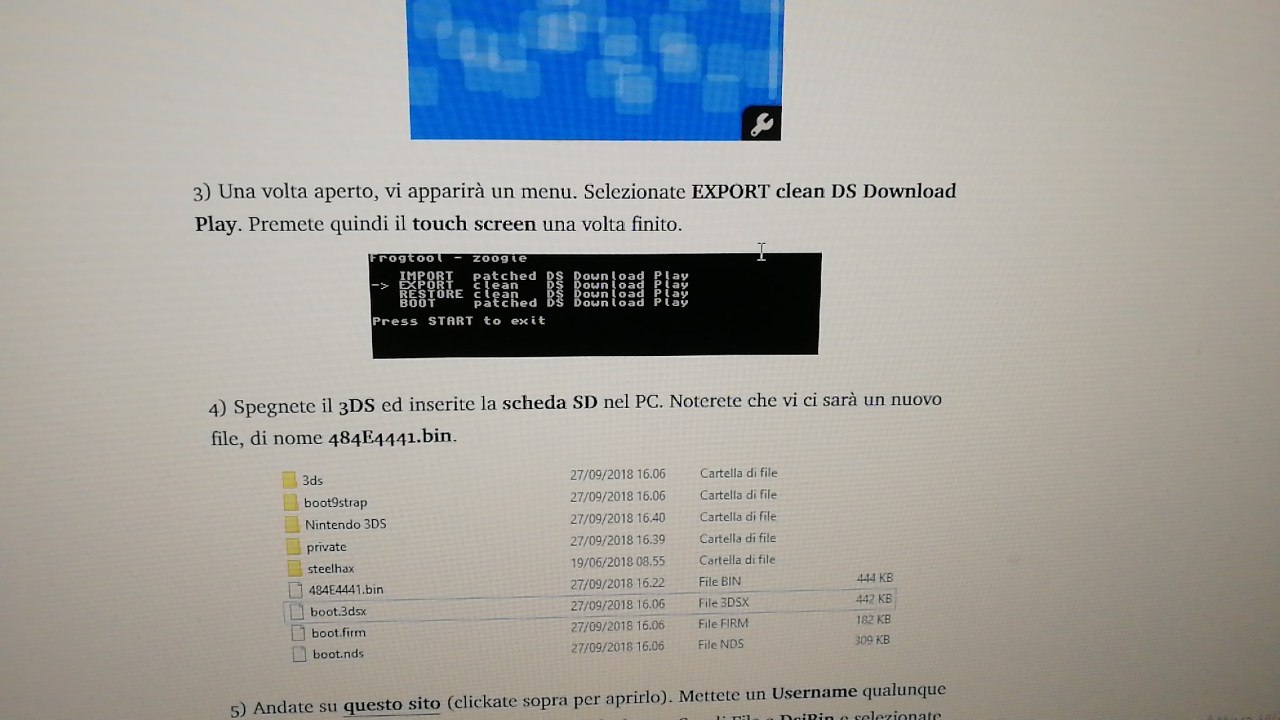 3) Una volta aperto, vi apparirà un menu. Selezionate EXPORT clean DS Download
Play. Premete quindi il touch screen una volta finito.
Frogtool - zoogie
IMPORT patched DS Download Play
-> EXPORT clean DS Download Play
RESTORE clean DS Download Play
BOOT patched DS Download Play
Press START to exit
4) Spegnete il 3DS ed inserite la scheda SD nel PC. Noterete che vi ci sarà un nuovo
file, di nome 484E4441.bin.
3ds 27/09/2018 16.06 Cartella di file
boot9strap 27/09/2018 16.06 Cartella di file
Nintendo 3DS 27/09/2018 16.40 Cartella di file
private 27/09/2018 16.39 Cartella di file
steelhax 19/06/2018 08.55 Cartella di file
484E4441.bin 27/09/2018 16.22 File BIN 444 KB
boot.3dsx 27/09/2018 16.06 File 3DSX 442 KB
boot.firm 27/09/2018 16.06 File FIRM 182 KB
boot.nds 27/09/2018 16.06 File NDS 309 KB
5) Andate su questo sito (clickate sopra per aprirlo). Mettete un Username qualunque
File e DsiBin e selezionate